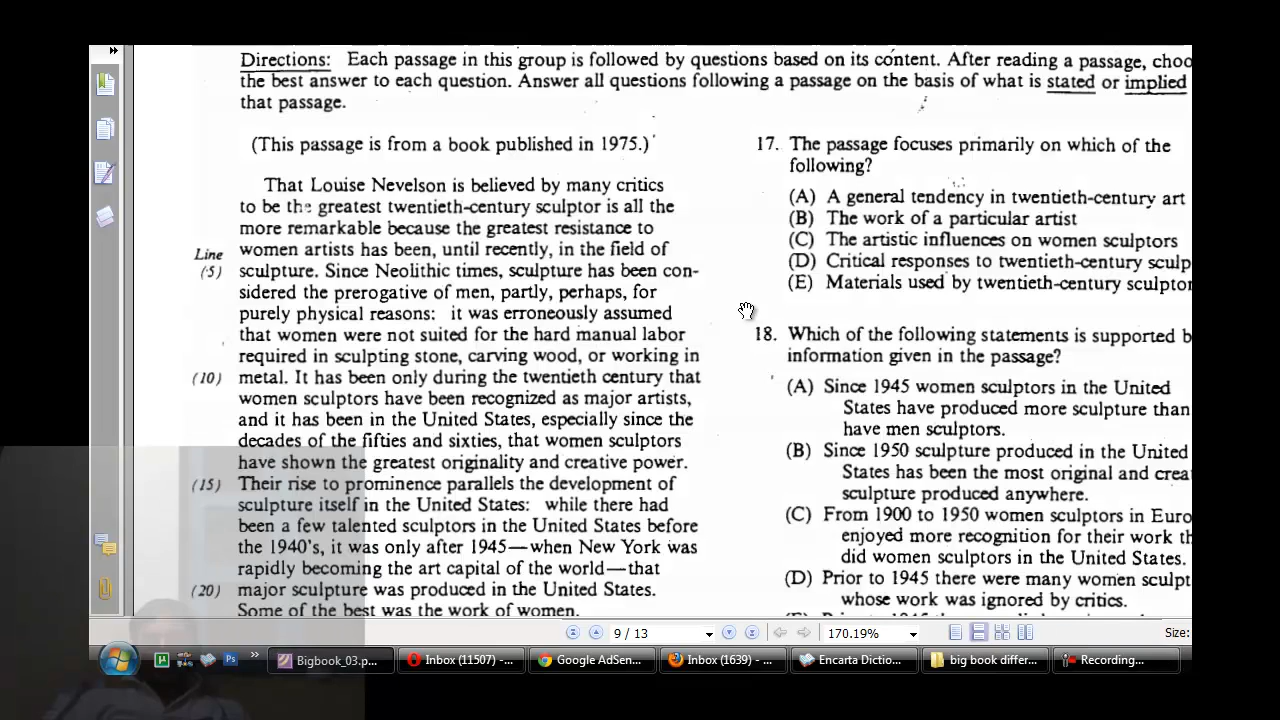 Directions: Each passage in this group is followed by questions based on its content. After reading a passage, choo
the best answer to each question. Answer all questions following a passage on the basis of what is stated or implied
that passage.
(This passage is from a book published in 1975.)
That Louise Nevelson is believed by many critics
to be the greatest twentieth-century sculptor is all the
more remarkable because the greatest resistance to
women artists has been, until recently, in the field of
Line
(5) sculpture. Since Neolithic times, sculpture has been con-
sidered the prerogative of men, partly, perhaps, for
purely physical reasons: it was erroneously assumed
that women were not suited for the hard manual labor
required in sculpting stone, carving wood, or working in
(10) metal. It has been only during the twentieth century that
women sculptors have been recognized as major artists,
and it has been in the United States, especially since the
decades of the fifties and sixties, that women sculptors
have shown the greatest originality and creative power.
(15) Their rise to prominence parallels the development of
sculpture itself in the United States: while there had
been a few talented sculptors in the United States before
the 1940's, it was only after 1945—when New York was
rapidly becoming the art capital of the world—that
(20) major sculpture was produced in the United States.
Some of the best was the work of women.
17. The passage focuses primarily on which of the
following?
(A) A general tendency in twentieth-century art
(B) The work of a particular artist
(C) The artistic influences on women sculptors
(D) Critical responses to twentieth-century sculp
(E) Materials used by twentieth-century sculptor
18. Which of the following statements is supported b
information given in the passage?
(A) Since 1945 women sculptors in the United
States have produced more sculpture than
have men sculptors.
(B) Since 1950 sculpture produced in the United
States has been the most original and crea
sculpture produced anywhere.
(C) From 1900 to 1950 women sculptors in Euro
enjoyed more recognition for their work th
did women sculptors in the United States.
(D) Prior to 1945 there were many women sculpt
whose work was ignored by critics.
9 / 13
170.19%
Size:
Bigbook_03.p...
Inbox (11507) -...
Google AdSen...
Inbox (1639) - ...
Encarta Dictio...
big book differ...
Recording...